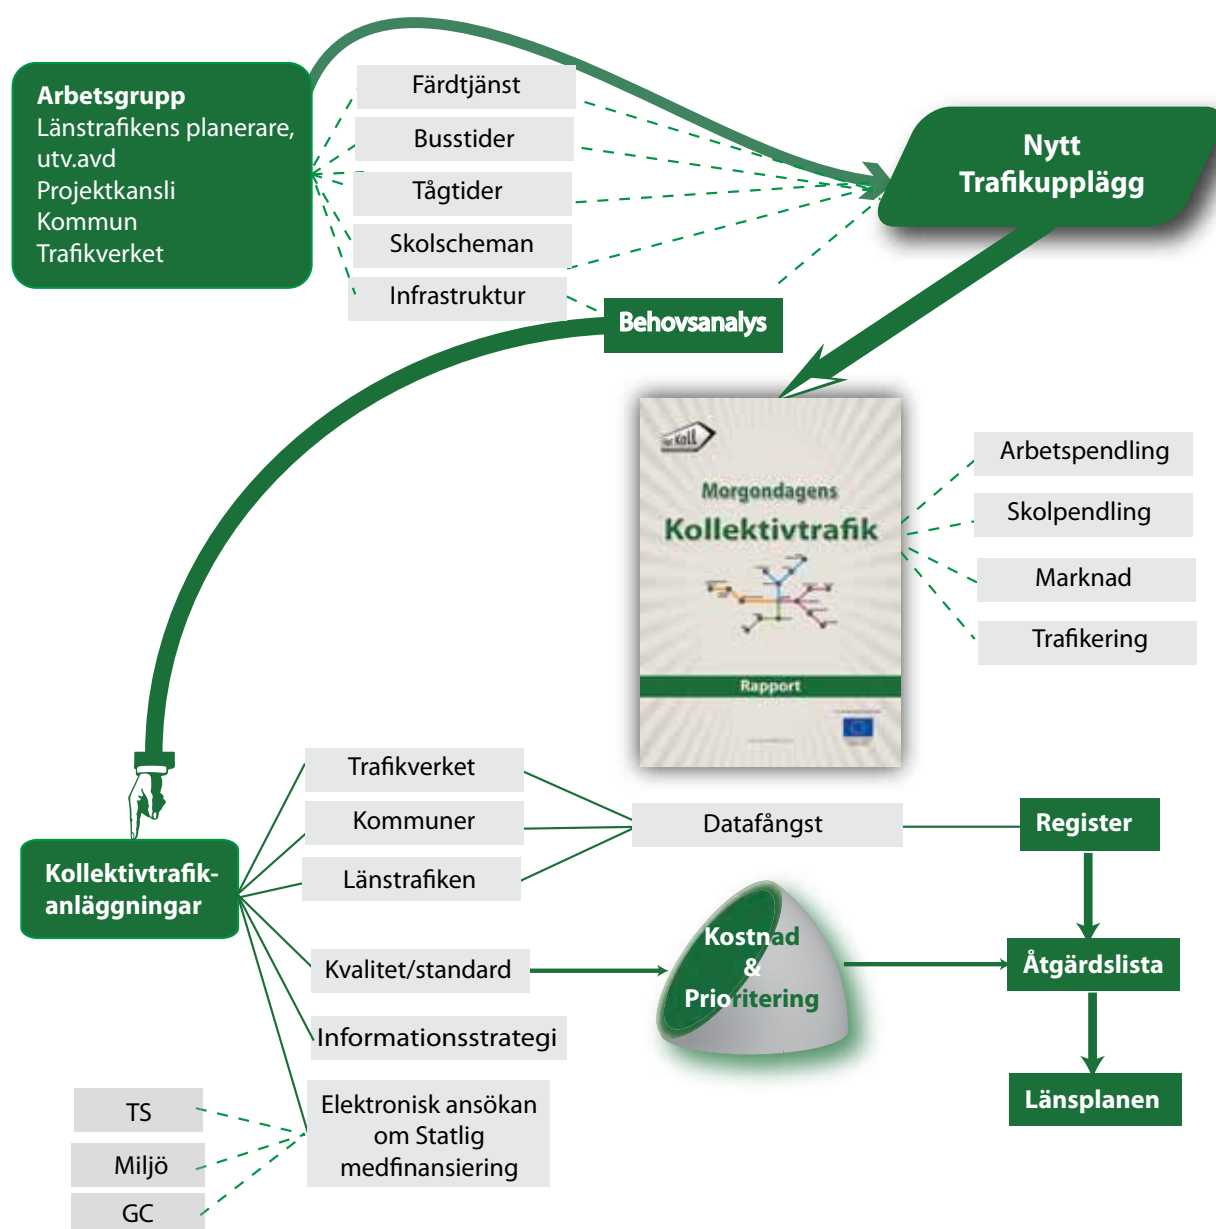 Arbetsgrupp
Länstrafikens planerare,
utv.avd
Projektkansli
Kommun
Trafikverket
Färdtjänst
Busstider
Tågtider
Skolscheman
Infrastruktur
Nytt
Trafikupplägg
Behovsanalys
Koll
Morgondagens
Kollektivtrafik
Rapport
Arbetspendling
Skolpendling
Marknad
Trafikering
Kollektivtrafik-
anläggningar
Trafikverket
Kommuner
Länstrafiken
Datafångst
Register
Kvalitet/standard
Kostnad
&
Prioritering
Åtgärdslista
Informationsstrategi
Länsplanen
Elektronisk ansökan
om Statlig
medfinansiering
TS
Miljö
GC